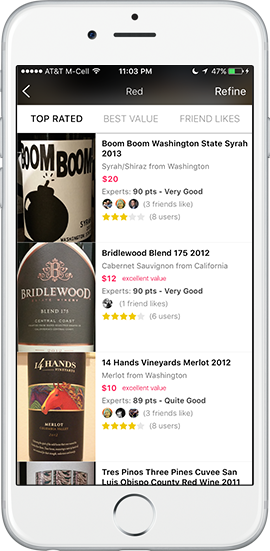 AT&T M-Cell 11:03 PM 47%
Red Refine
TOP RATED BEST VALUE FRIEND LIKES
BOOM BOOM
Boom Boom Washington State Syrah
2013
Syrah/Shiraz from Washington
$20
Experts: 90 pts - Very Good
(3 friends like)
(8 users)
BRIDLEWOOD
CENTRAL COAST
BLEND 175
Bridlewood Blend 175 2012
Cabernet Sauvignon from California
$12 excellent value
Experts: 90 pts - Very Good
(1 friends like)
(6 users)
14 HANDS
MERLOT
14 Hands Vineyards Merlot 2012
Merlot from Washington
$10 excellent value
Experts: 89 pts - Quite Good
(3 friends like)
(8 users)
Tres Pinos Three Pines Cuvee San
Luis Obispo County Red Wine 2011